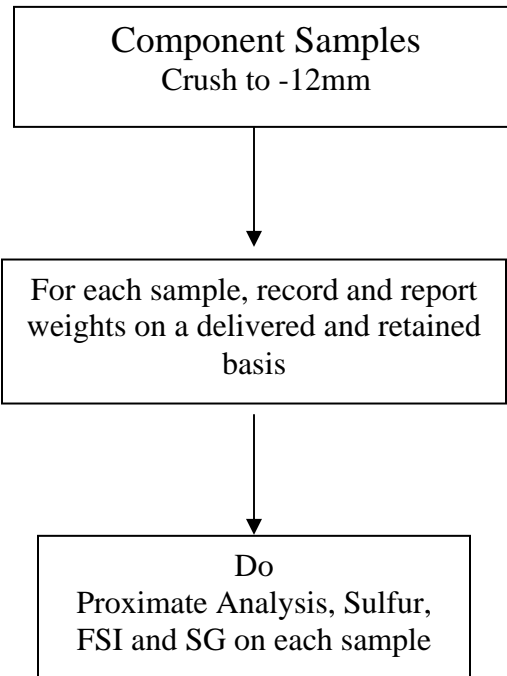 Component Samples
Crush to -12mm
For each sample, record and report
weights on a delivered and retained
basis
Do
Proximate Analysis, Sulfur,
FSI and SG on each sample